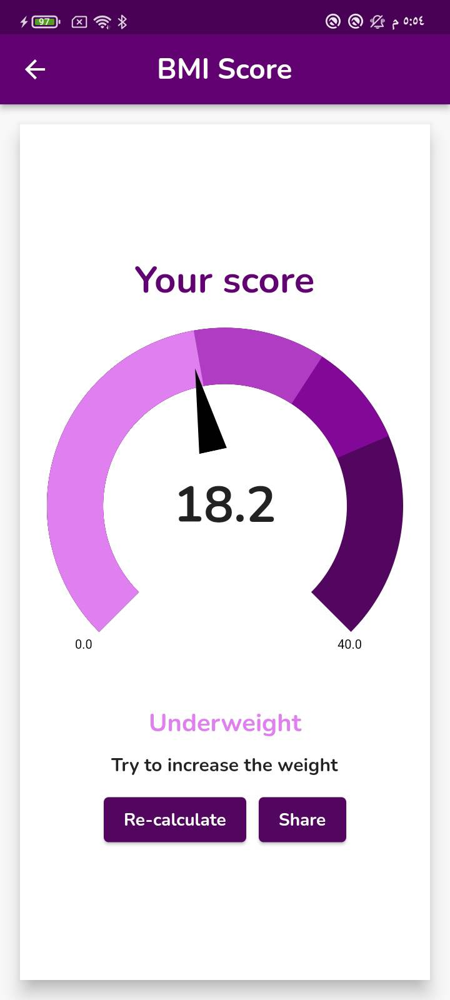 97
٥:٥٤ م
BMI Score
Your score
18.2
0.0 40.0
Underweight
Try to increase the weight
Re-calculate Share